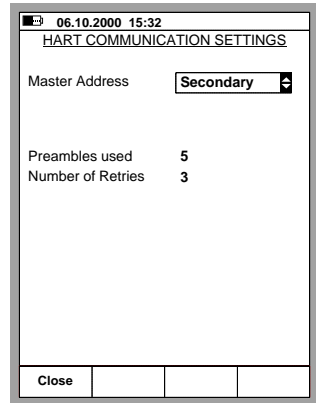 06.10.2000 15:32
HART COMMUNICATION SETTINGS
Master Address Secondary
Preambles used 5
Number of Retries 3
Close